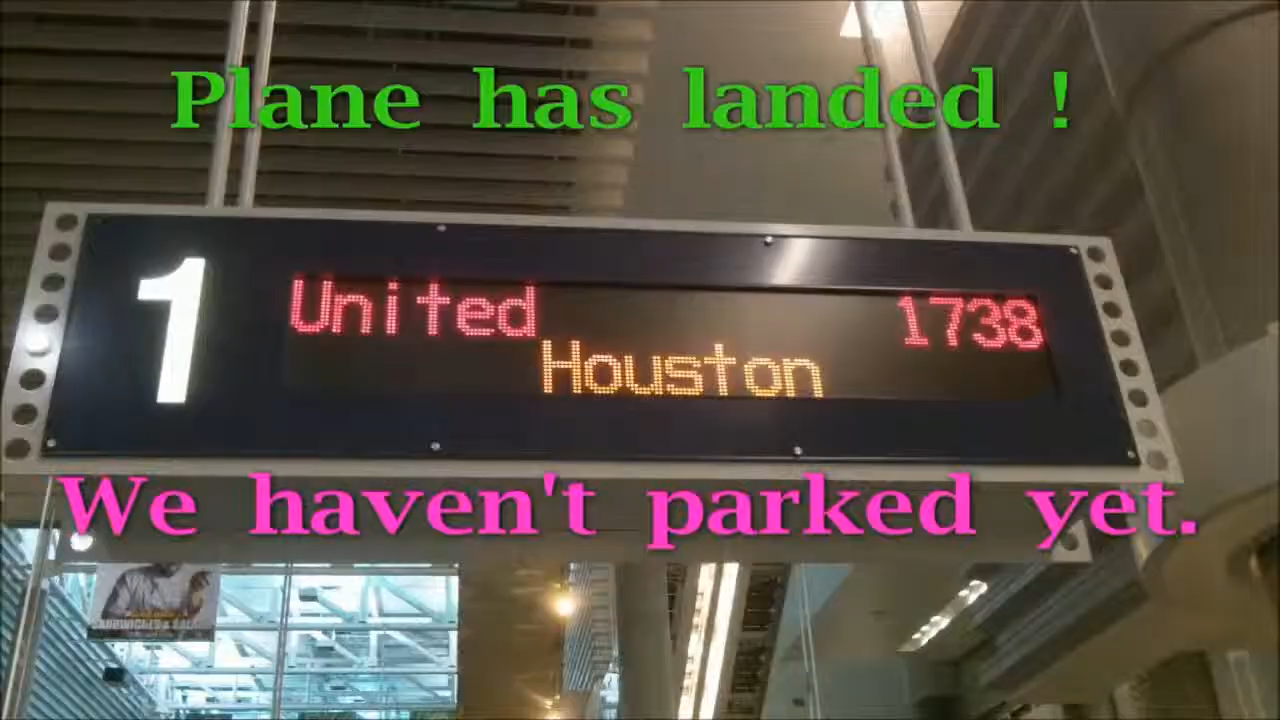 Plane has landed !
1
United 1738
Houston
We haven't parked yet.